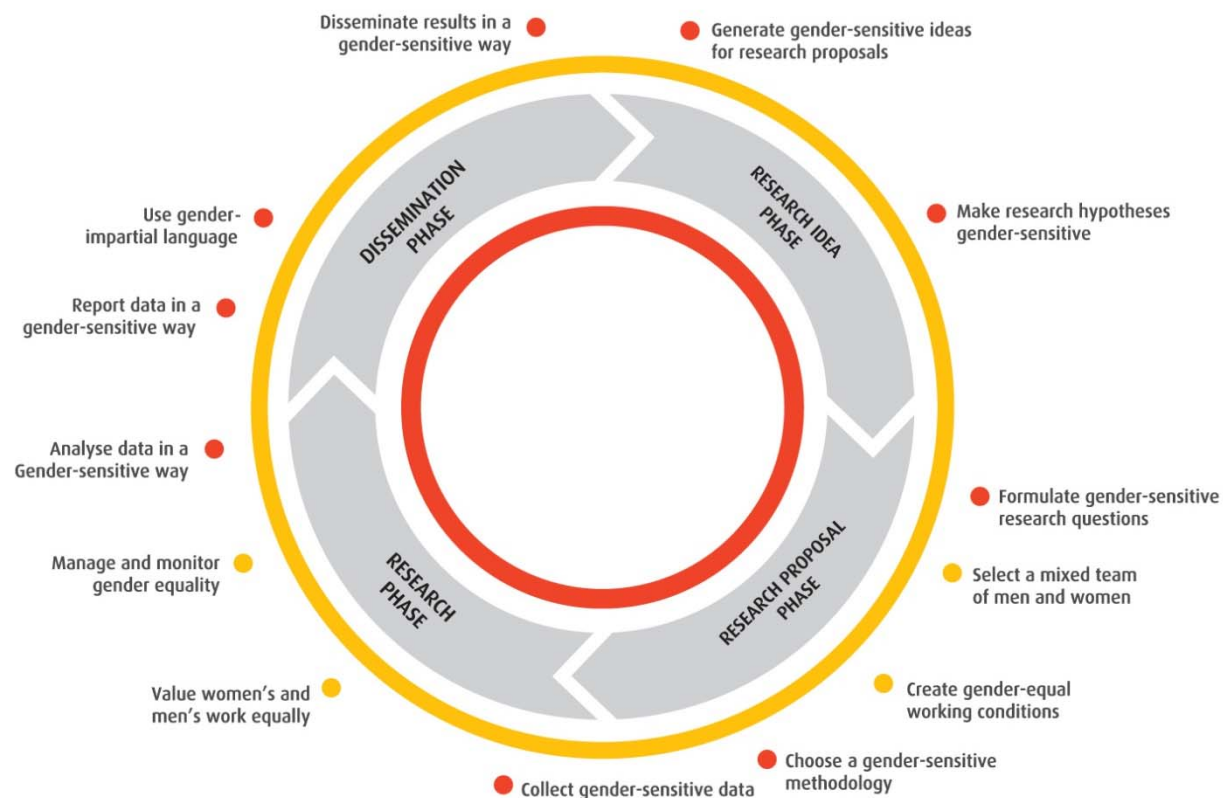 Disseminate results in a
gender-sensitive way
Generate gender-sensitive ideas
for research proposals
Make research hypotheses
gender-sensitive
Formulate gender-sensitive
research questions
Select a mixed team
of men and women
Create gender-equal
working conditions
Choose a gender-sensitive
methodology
Collect gender-sensitive data
Value women's and
men's work equally
Manage and monitor
gender equality
Analyse data in a
Gender-sensitive way
Report data in a
gender-sensitive way
Use gender-
impartial language
DISSEMINATION
PHASE
RESEARCH IDEA
PHASE
RESEARCH PROPOSAL
PHASE
RESEARCH
PHASE